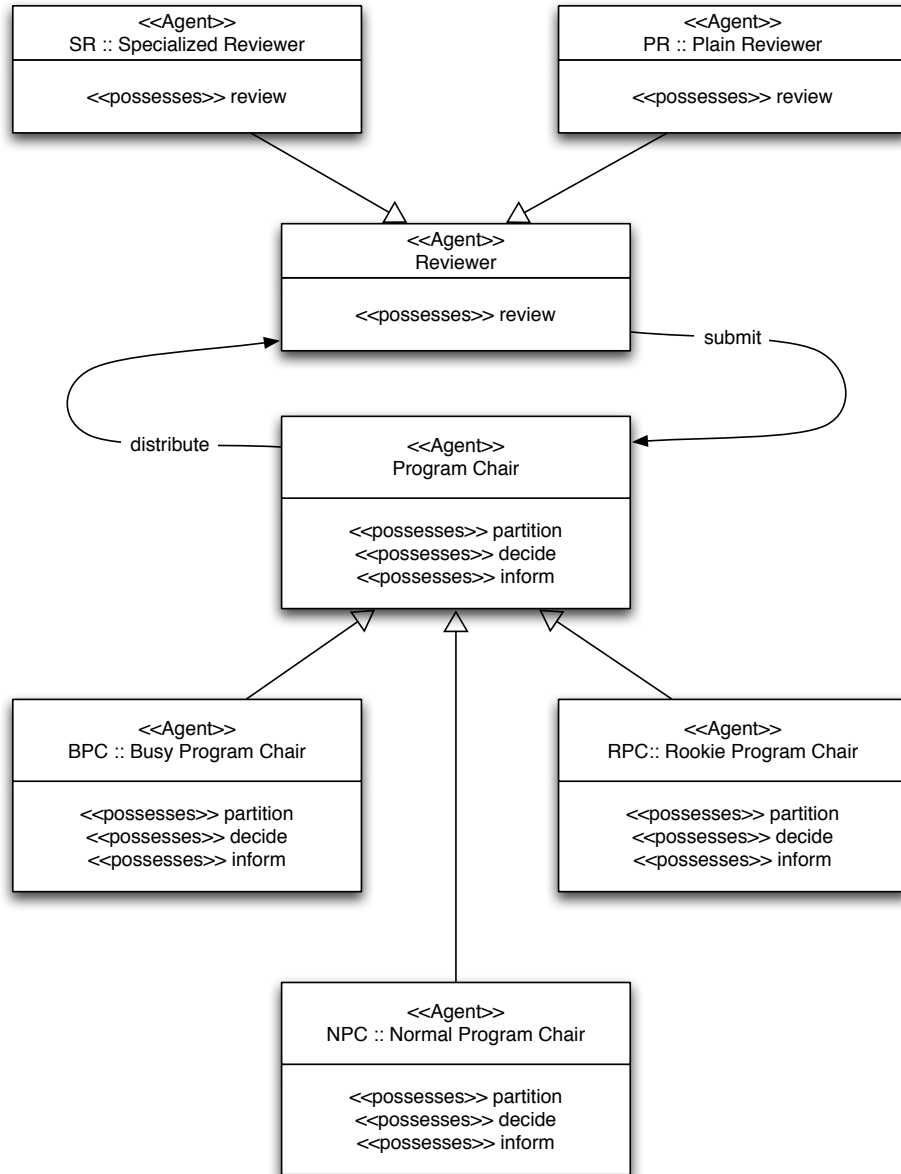 <<Agent>>
SR :: Specialized Reviewer
<<possesses>> review
<<Agent>>
PR :: Plain Reviewer
<<possesses>> review
<<Agent>>
Reviewer
<<possesses>> review
submit
distribute
<<Agent>>
Program Chair
<<possesses>> partition
<<possesses>> decide
<<possesses>> inform
<<Agent>>
BPC :: Busy Program Chair
<<possesses>> partition
<<possesses>> decide
<<possesses>> inform
<<Agent>>
RPC:: Rookie Program Chair
<<possesses>> partition
<<possesses>> decide
<<possesses>> inform
<<Agent>>
NPC :: Normal Program Chair
<<possesses>> partition
<<possesses>> decide
<<possesses>> inform